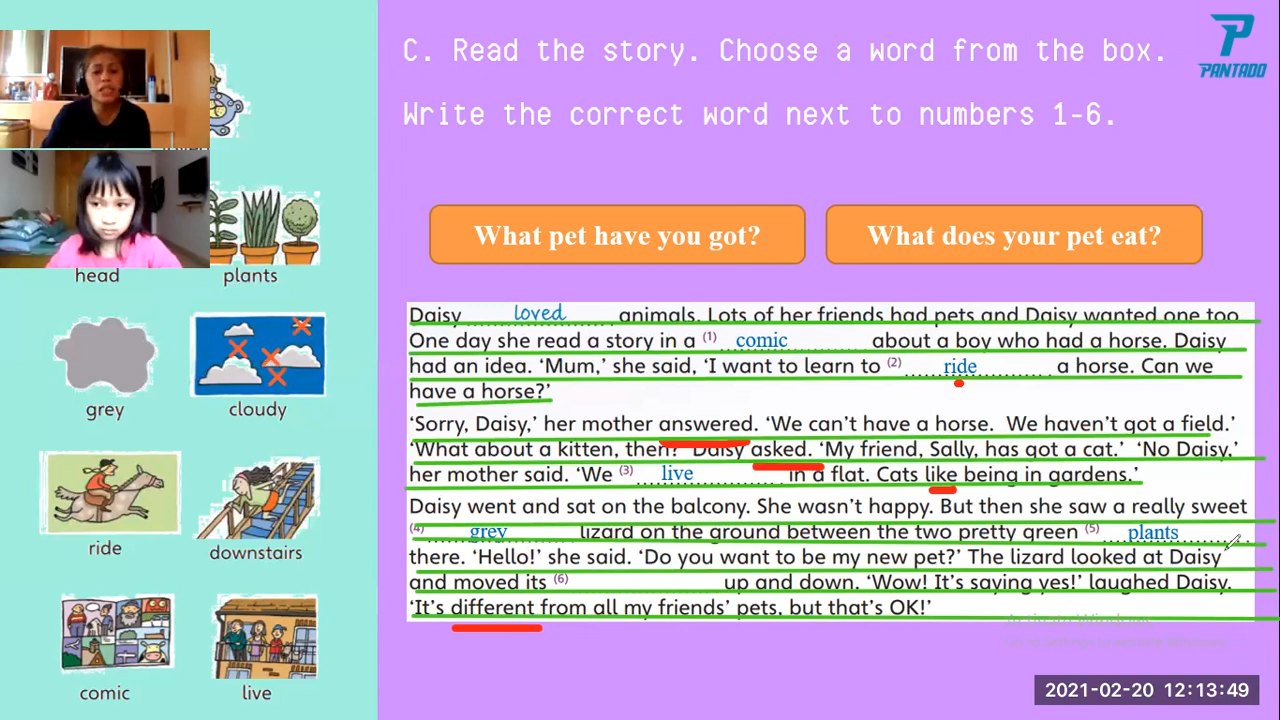 C. Read the story. Choose a word from the box.
Write the correct word next to numbers 1-6.
PANTADO
What pet have you got?
What does your pet eat?
head
plants
grey
cloudy
ride
downstairs
comic
live
Daisy loved animals. Lots of her friends had pets and Daisy wanted one too.
One day she read a story in a (1) comic about a boy who had a horse. Daisy
had an idea. ‘Mum,’ she said, ‘I want to learn to (2) ride a horse. Can we
have a horse?’
‘Sorry, Daisy,’ her mother answered. ‘We can’t have a horse. We haven’t got a field.’
‘What about a kitten, then?’ Daisy asked. ‘My friend, Sally, has got a cat.’ ‘No Daisy,’
her mother said. ‘We (3) live in a flat. Cats like being in gardens.’
Daisy went and sat on the balcony. She wasn’t happy. But then she saw a really sweet
(4) grey lizard on the ground between the two pretty green (5) plants
there. ‘Hello!’ she said. ‘Do you want to be my new pet?’ The lizard looked at Daisy
and moved its (6) up and down. ‘Wow! It’s saying yes!’ laughed Daisy.
‘It’s different from all my friends’ pets, but that’s OK!’
2021-02-20 12:13:49